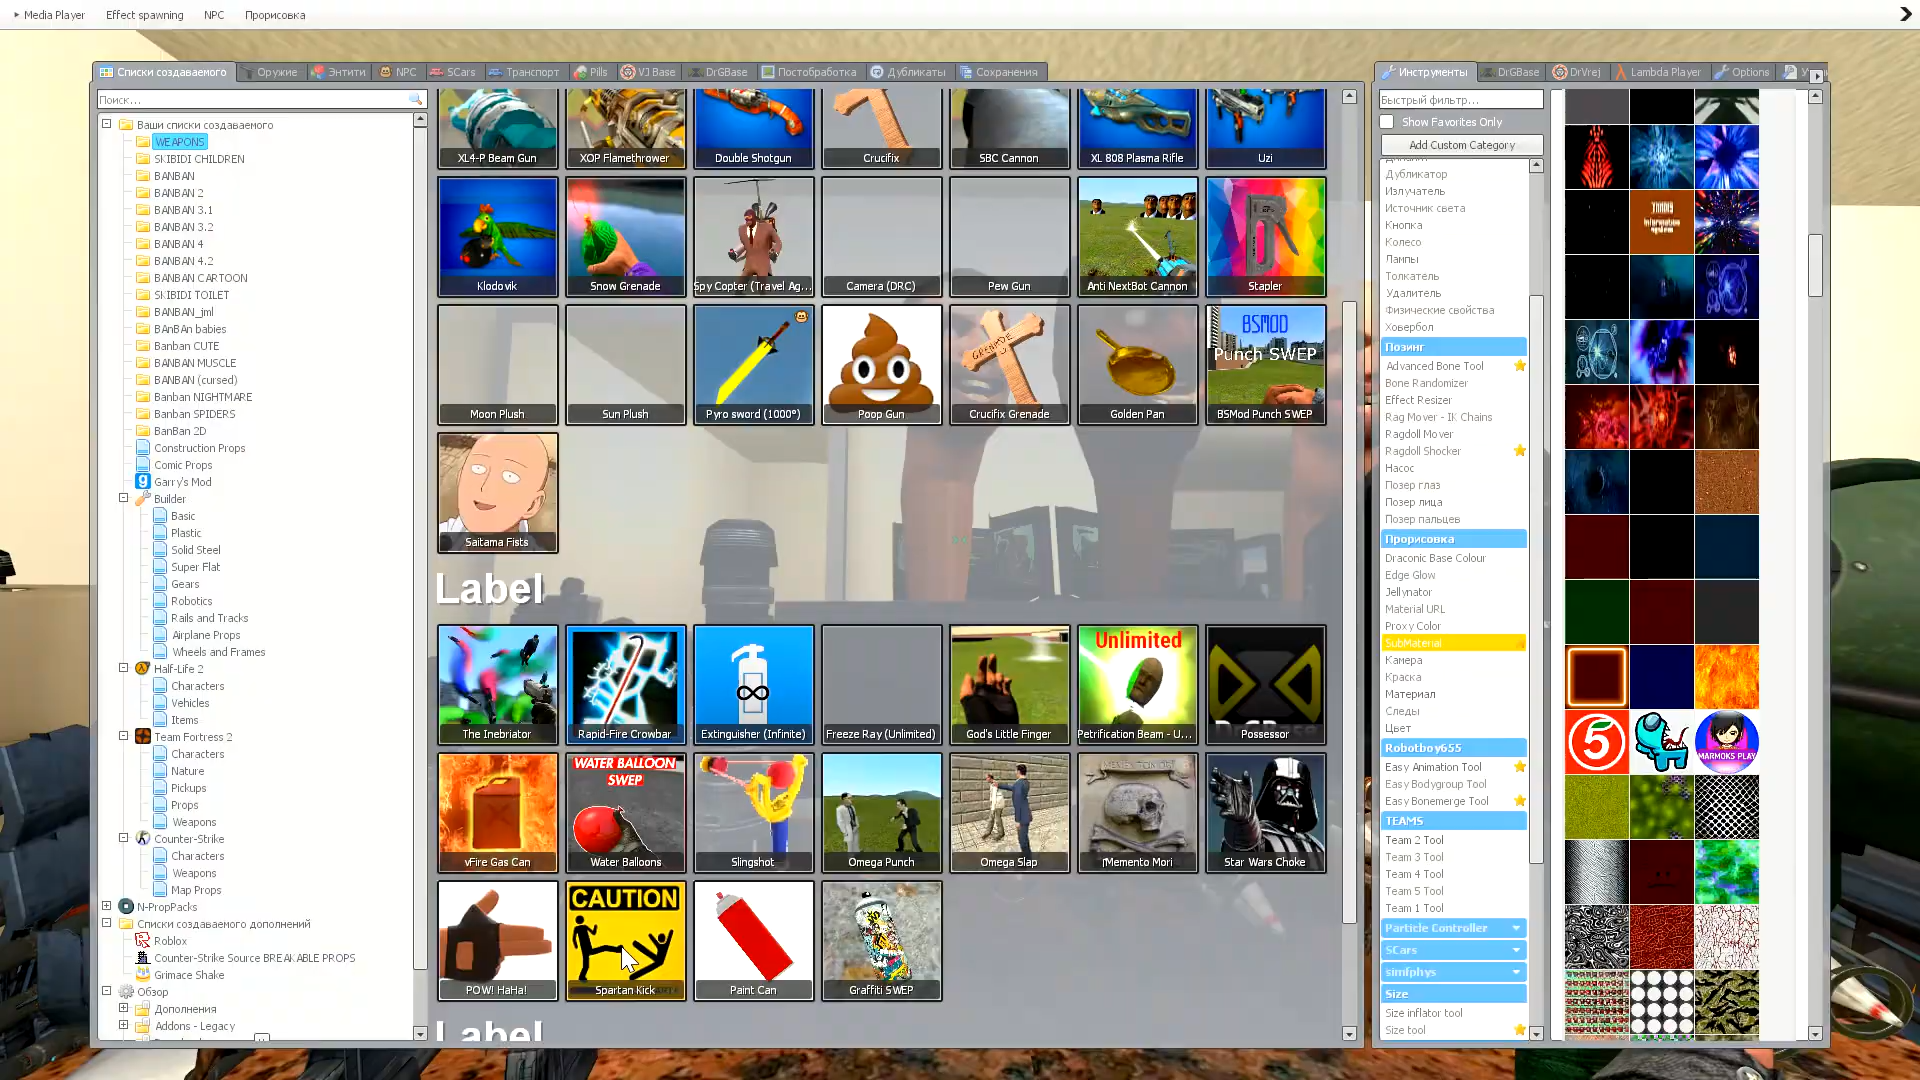 Media Player Effect spawning NPC Прорисовка
Списки создаваемого Оружие Энтити NPC SCars Транспорт Pills VJ Base DrGBase Постобработка Дубликаты Сохранения
Поиск...
Ваши списки создаваемого
WEAPONS
SKIBIDI CHILDREN
BANBAN
BANBAN 2
BANBAN 3.1
BANBAN 3.2
BANBAN 4
BANBAN 4.2
BANBAN CARTOON
SKIBIDI TOILET
BANBAN_jml
BAnBAn babies
Banban CUTE
BANBAN MUSCLE
BANBAN (cursed)
Banban NIGHTMARE
Banban SPIDERS
BanBan 2D
Construction Props
Comic Props
Garry's Mod
Builder
Basic
Plastic
Solid Steel
Super Flat
Gears
Robotics
Rails and Tracks
Airplane Props
Wheels and Frames
Half-Life 2
Characters
Vehicles
Items
Team Fortress 2
Characters
Nature
Pickups
Props
Weapons
Counter-Strike
Characters
Weapons
Map Props
N-PropPacks
Списки создаваемого дополнений
Roblox
Counter-Strike Source BREAKABLE PROPS
Grimace Shake
Обзор
Дополнения
Addons - Legacy
XL4-P Beam Gun XOP Flamethrower Double Shotgun Crucifix SBC Cannon XL 808 Plasma Rifle Uzi
Klodovik Snow Grenade Spy Copter (Travel Ag... Camera (DRC) Pew Gun Anti NextBot Cannon Stapler
GRENADE
BSMOD
Punch SWEP
Moon Plush Sun Plush Pyro sword (1000°) Poop Gun Crucifix Grenade Golden Pan BSMod Punch SWEP
Saitama Fists
Label
Unlimited
The Inebriator Rapid-Fire Crowbar Extinguisher (Infinite) Freeze Ray (Unlimited) God's Little Finger Petrification Beam - U... Possessor
WATER BALLOON
SWEP
vFire Gas Can Water Balloons Slingshot Omega Punch Omega Slap Memento Mori Star Wars Choke
CAUTION
POW! HaHa! Spartan Kick Paint Can Graffiti SWEP
Label
Инструменты DrGBase DrVrej Lambda Player Options
Быстрый фильтр...
Show Favorites Only
Add Custom Category
Дубликатор
Излучатель
Источник света
Кнопка
Колесо
Лампы
Толкатель
Удалитель
Физические свойства
Ховербол
Позинг
Advanced Bone Tool
Bone Randomizer
Effect Resizer
Rag Mover - IK Chains
Ragdoll Mover
Ragdoll Shocker
Насос
Позер глаз
Позер лица
Позер пальцев
Прорисовка
Draconic Base Colour
Edge Glow
Jellynator
Material URL
Proxy Color
SubMaterial
Камера
Краска
Материал
Следы
Цвет
Robotboy655
Easy Animation Tool
Easy Bodygroup Tool
Easy Bonemerge Tool
TEAMS
Team 2 Tool
Team 3 Tool
Team 4 Tool
Team 5 Tool
Team 1 Tool
Particle Controller
SCars
simfphys
Size
Size inflator tool
Size tool
information
system
5
MARMOKS PLAY